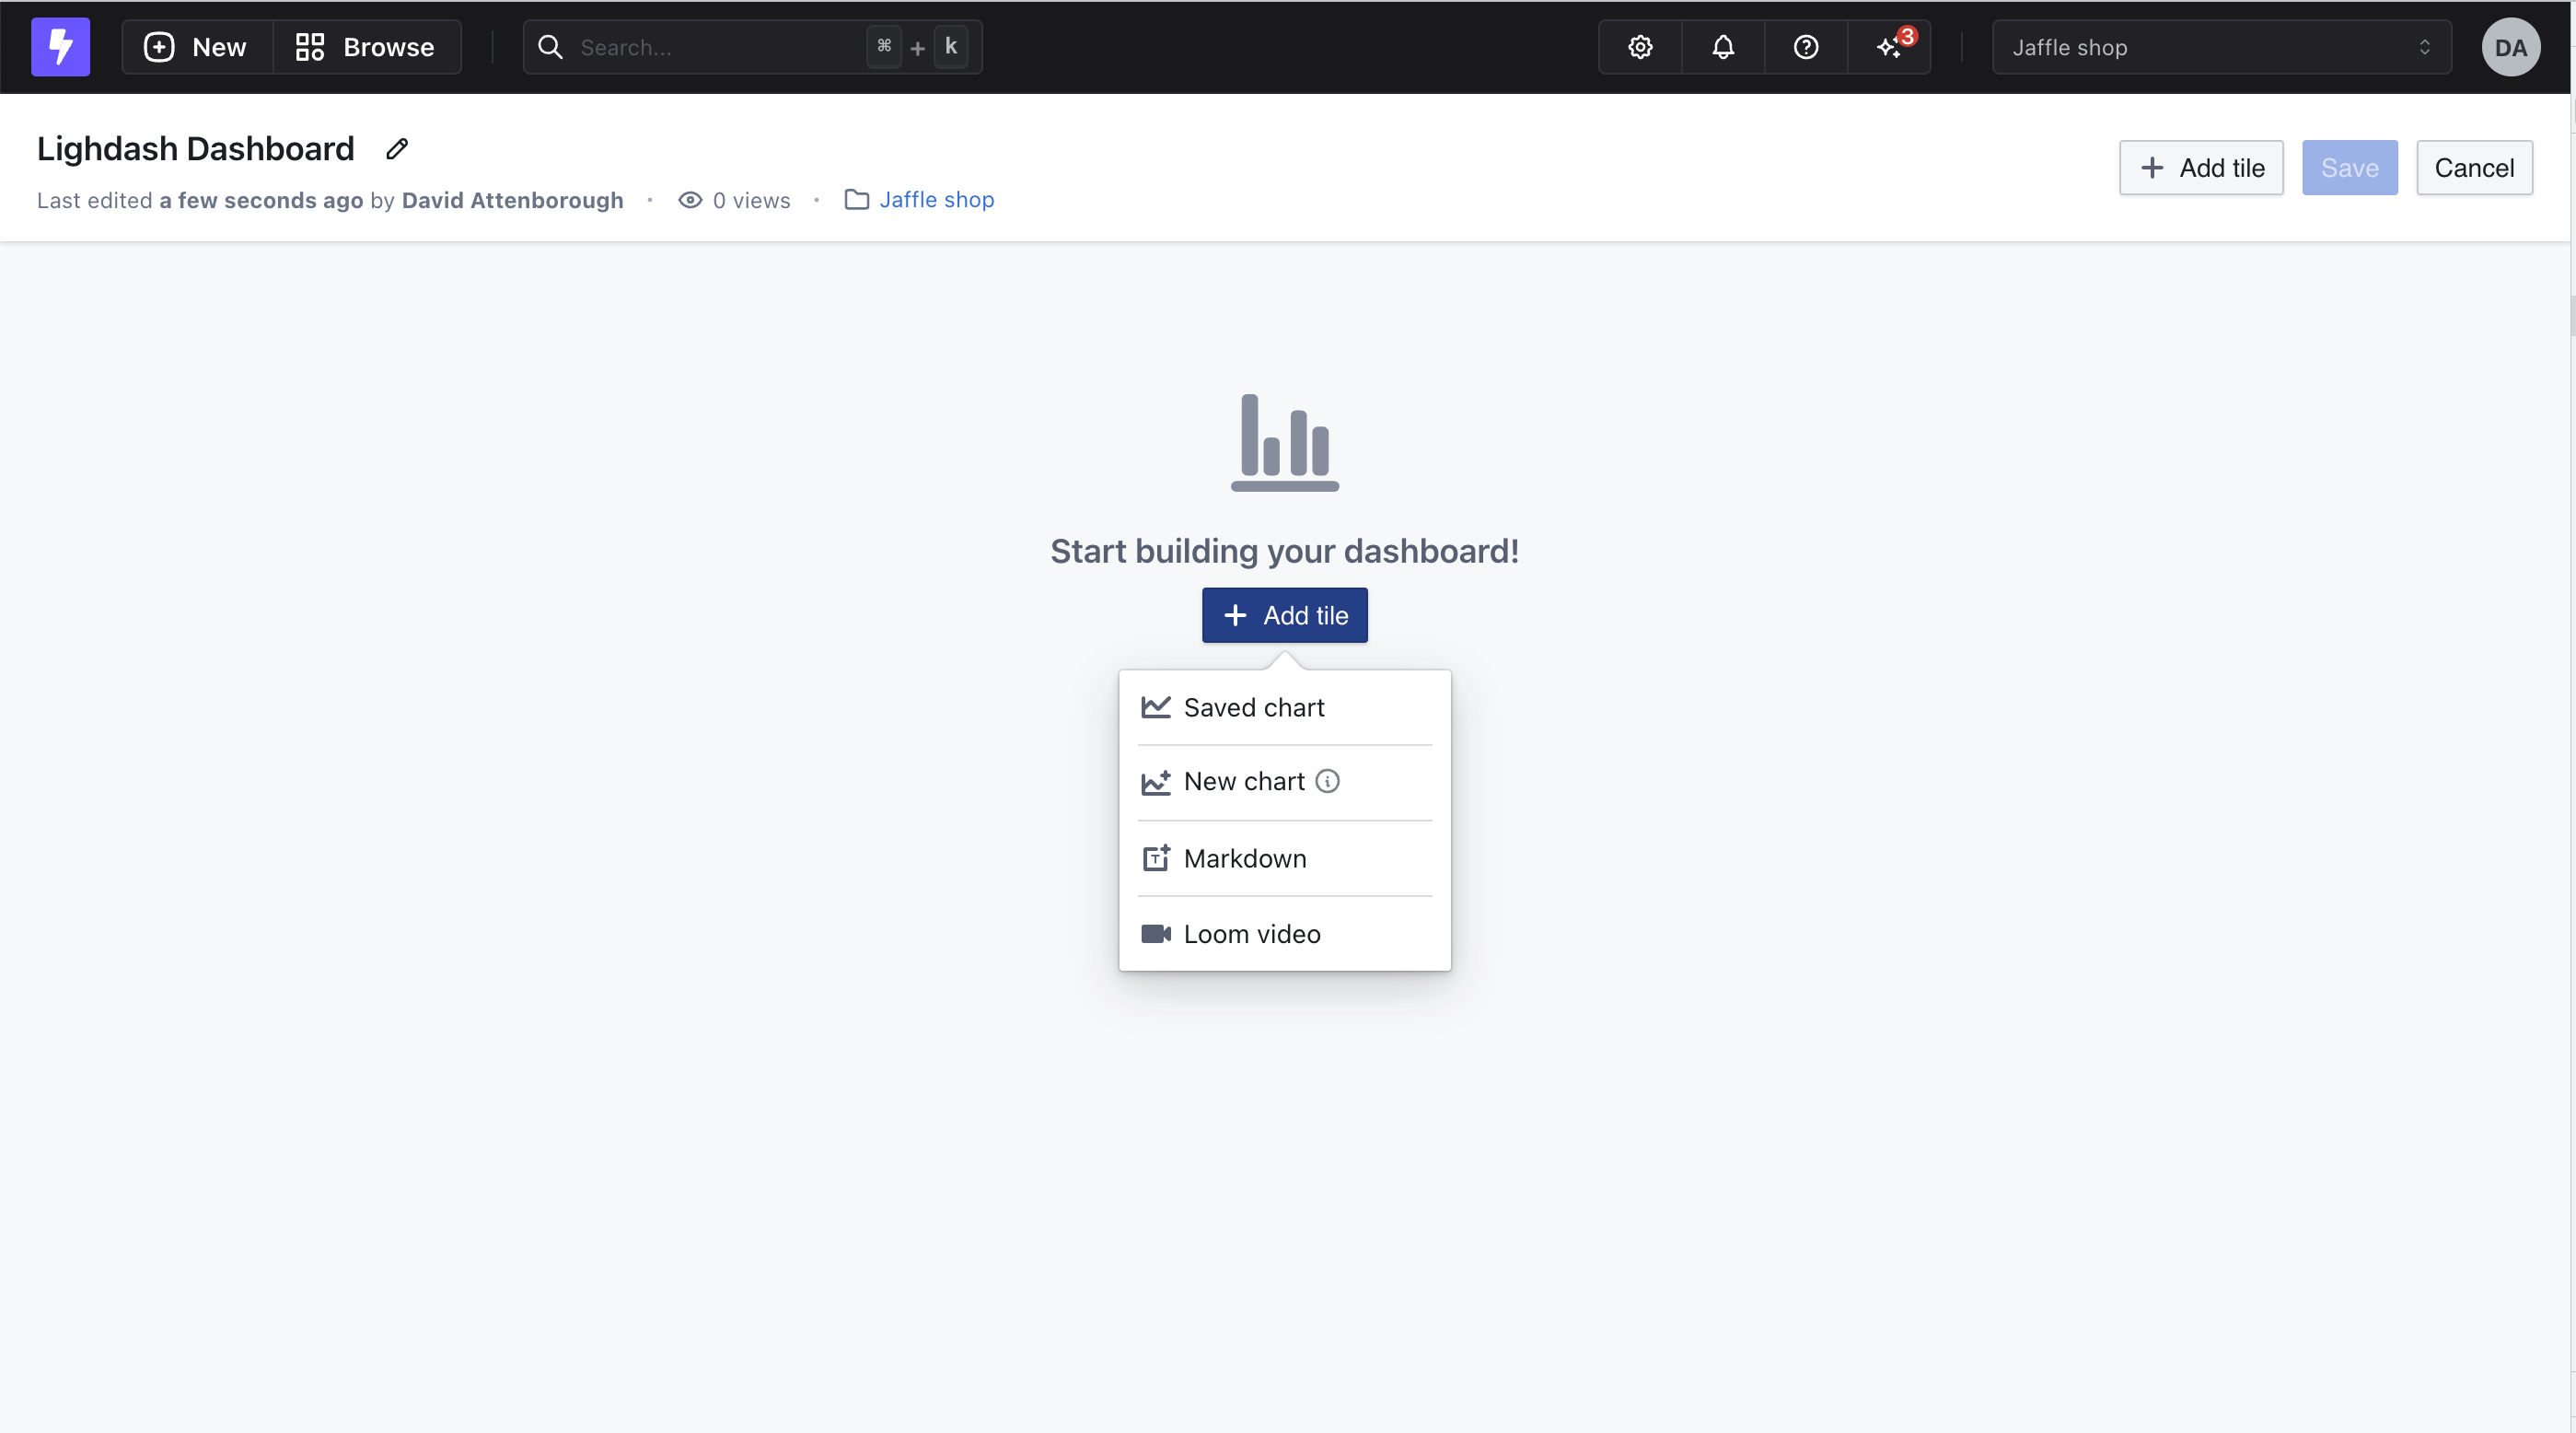 New Browse Search... ⌘ + k 3 Jaffle shop DA
Lighdash Dashboard
Last edited a few seconds ago by David Attenborough · 0 views · Jaffle shop
+ Add tile Save Cancel
Start building your dashboard!
+ Add tile
Saved chart
New chart
Markdown
Loom video